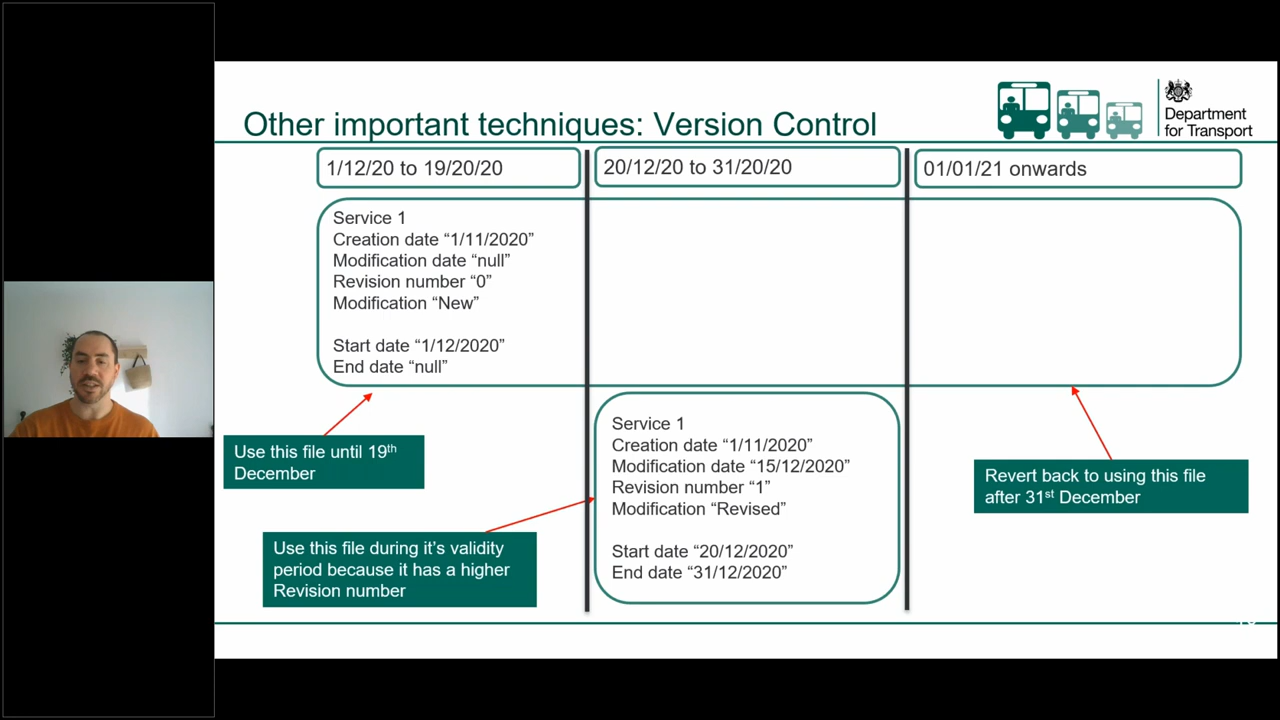 Other important techniques: Version Control
Department
for Transport
1/12/20 to 19/20/20
20/12/20 to 31/20/20
01/01/21 onwards
Service 1
Creation date “1/11/2020”
Modification date “null”
Revision number “0”
Modification “New”
Start date “1/12/2020”
End date “null”
Use this file until 19th
December
Service 1
Creation date “1/11/2020”
Modification date “15/12/2020”
Revision number “1”
Modification “Revised”
Start date “20/12/2020”
End date “31/12/2020”
Use this file during it’s validity
period because it has a higher
Revision number
Revert back to using this file
after 31st December